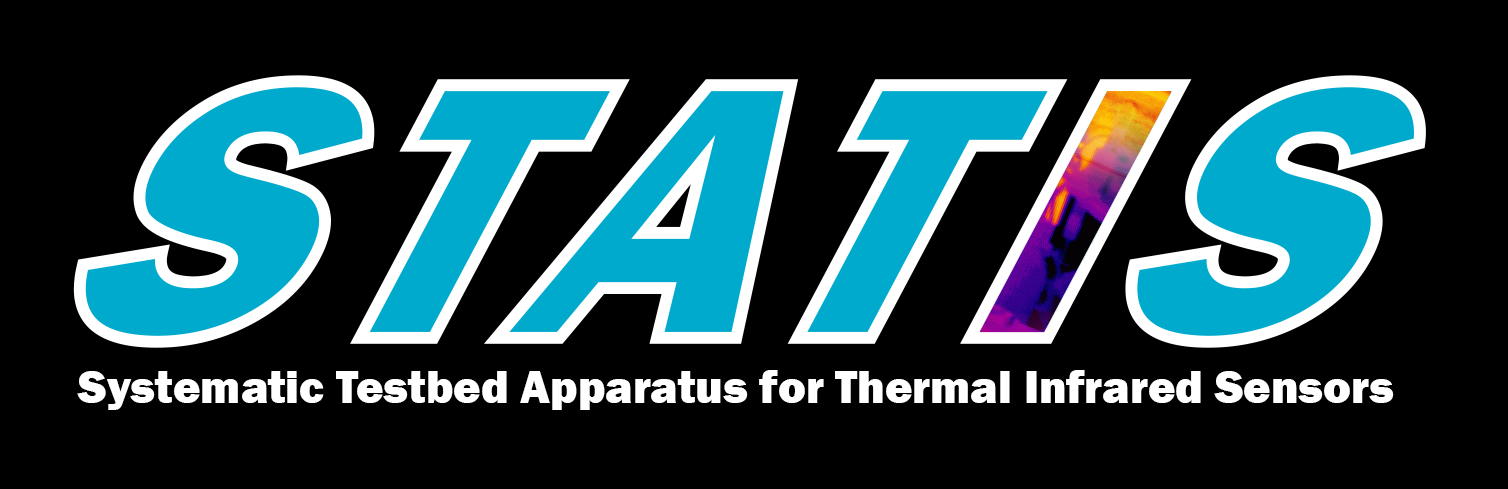 STATIS
Systematic Testbed Apparatus for Thermal Infrared Sensors